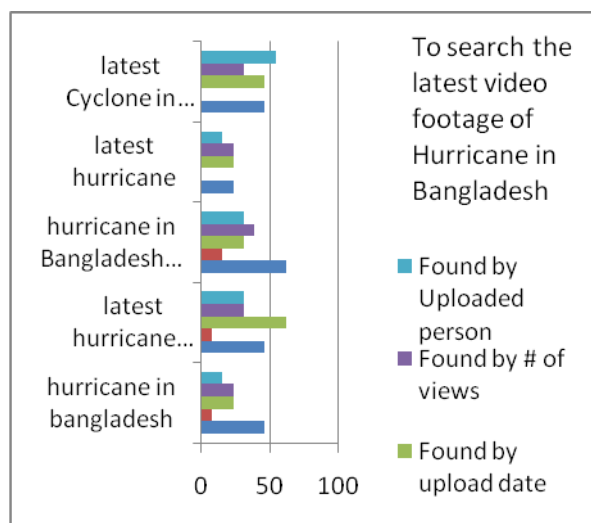 To search the
latest video
footage of
Hurricane in
Bangladesh
latest
Cyclone in...
latest
hurricane
hurricane in
Bangladesh...
latest
hurricane...
hurricane in
bangladesh
0 50 100
Found by
Uploaded
person
Found by # of
views
Found by
upload date